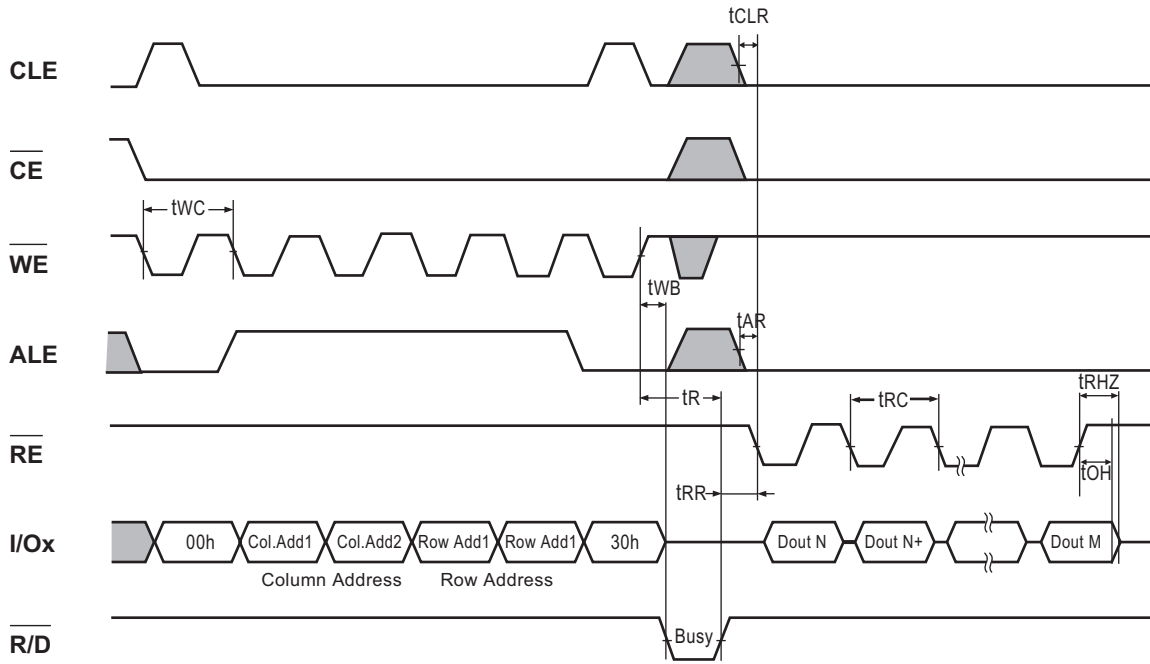 tCLR
CLE
CE
tWC
WE
tWB
tAR
ALE
tR
tRC
tRHZ
RE
tRR
tOH
I/Ox
00h
Col.Add1
Col.Add2
Row Add1
Row Add1
30h
Dout N
Dout N+
Dout M
Column Address
Row Address
R/D
Busy